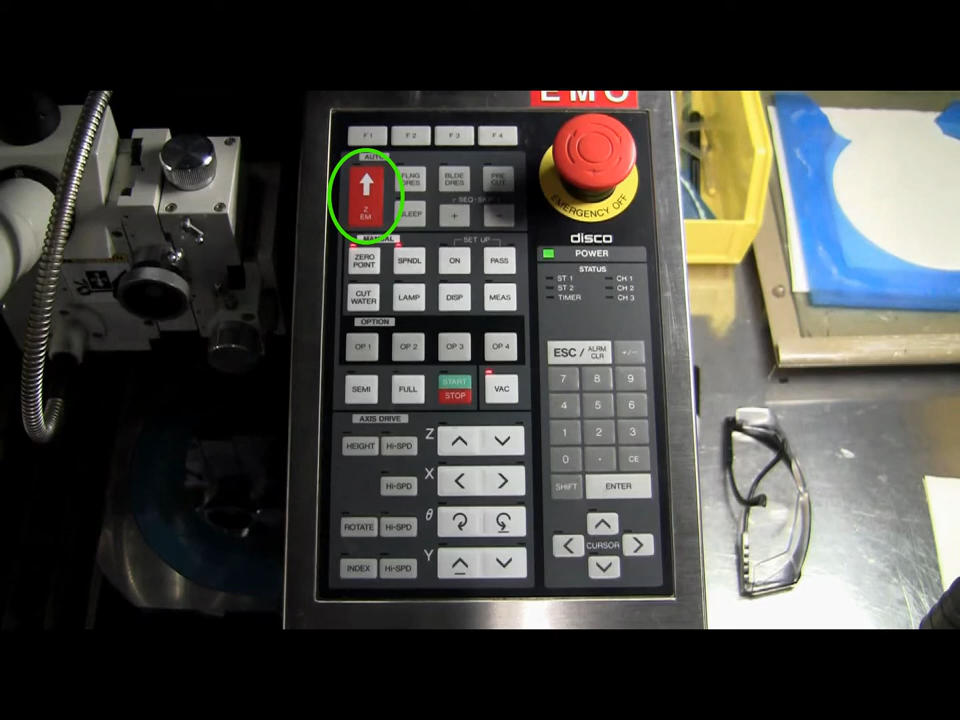 EMO
F1 F2 F3 F4
AUTO
Z
EM
BLDE
DRES
PRE
CUT
SEQ-SKIP
+ -
EMERGENCY OFF
disco
MANUAL
SET UP
ZERO
POINT
SPNDL
ON
PASS
CUT
WATER
LAMP
DISP
MEAS
OPTION
OP 1 OP 2 OP 3 OP 4
SEMI
FULL
START
STOP
VAC
AXIS DRIVE
HEIGHT Hi-SPD Z
Hi-SPD X
ROTATE Hi-SPD θ
INDEX Hi-SPD Y
POWER
STATUS
ST 1 CH 1
ST 2 CH 2
TIMER CH 3
ESC / ALRM
CLR
+/-
7 8 9
4 5 6
1 2 3
0 . CE
SHIFT ENTER
CURSOR